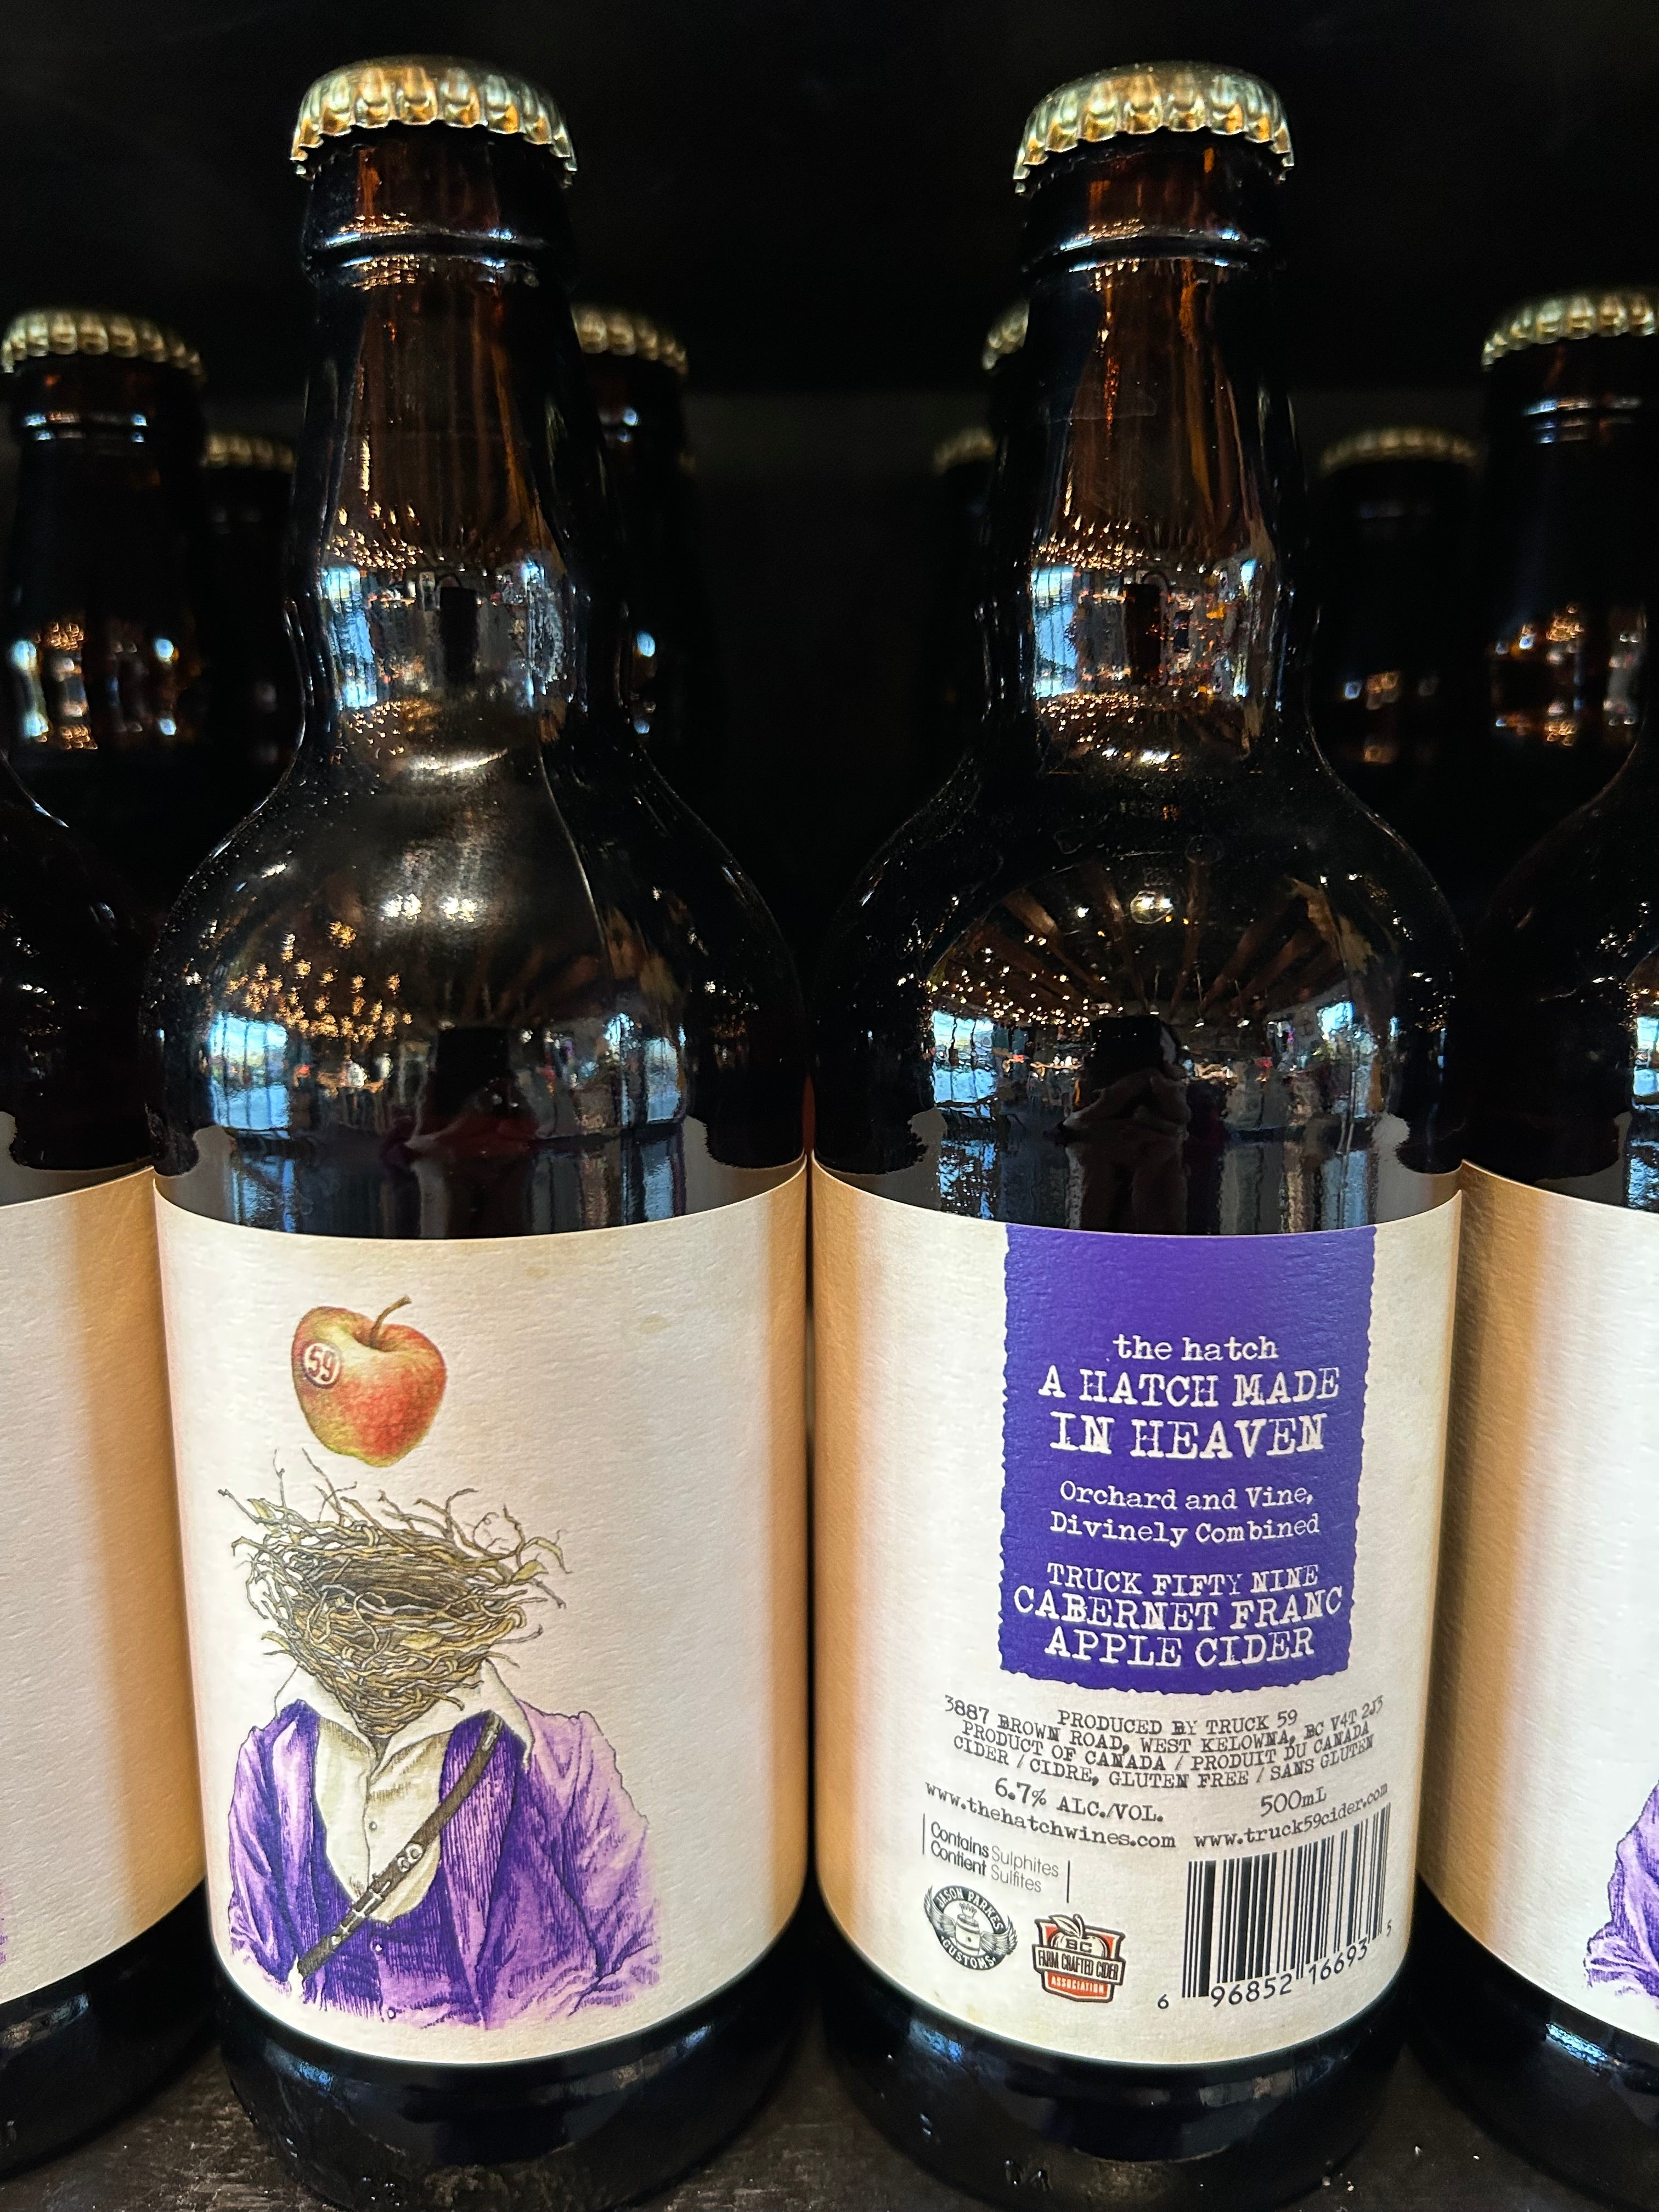 59
the hatch
A HATCH MADE
IN HEAVEN
Orchard and Vine,
Divinely Combined
TRUCK FIFTY NINE
CABERNET FRANC
APPLE CIDER
PRODUCED BY TRUCK 59
3887 BROWN ROAD, WEST KELOWNA, BC V4T 2J3
PRODUCT OF CANADA / PRODUIT DU CANADA
CIDER / CIDRE, GLUTEN FREE / SANS GLUTEN
6.7% ALC./VOL. 500mL
www.thehatchwines.com www.truck59cider.com
Contains Sulphites
Contient Sulfites
JASON PARKES
CUSTOMS
BC
FARM CRAFTED CIDER
ASSOCIATION
6 96852 16693 5